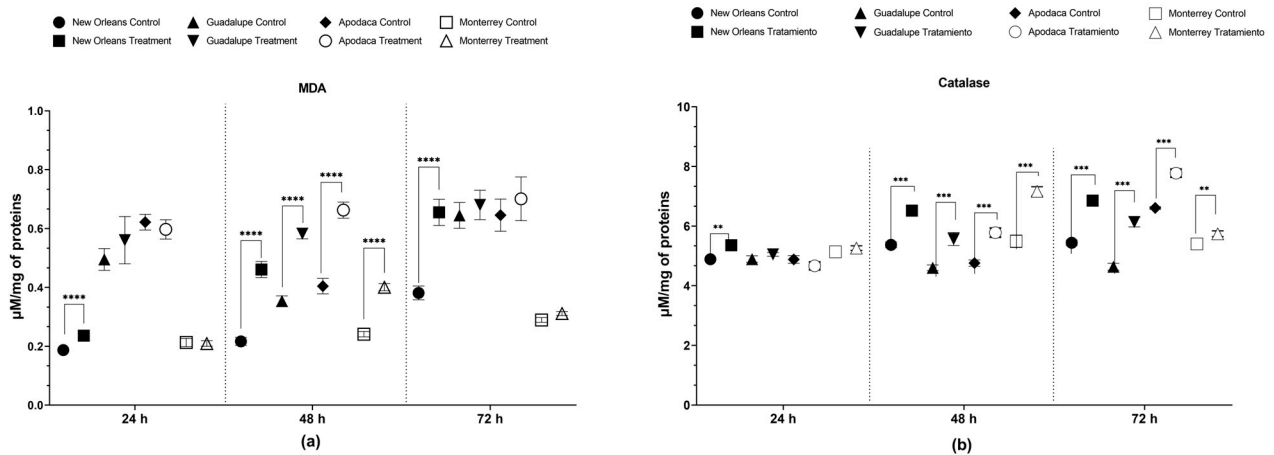 New Orleans Control Guadalupe Control Apodaca Control Monterrey Control
New Orleans Treatment Guadalupe Treatment Apodaca Treatment Monterrey Treatment
MDA
µM/mg of proteins
1.0
0.8
0.6
0.4
0.2
0.0
****
****
****
****
****
****
24 h 48 h 72 h
(a)
New Orleans Control Guadalupe Control Apodaca Control Monterrey Control
New Orleans Tratamiento Guadalupe Tratamiento Apodaca Tratamiento Monterrey Tratamiento
Catalase
µM/mg of proteins
10
8
6
4
2
0
**
***
***
***
***
***
***
***
**
24 h 48 h 72 h
(b)